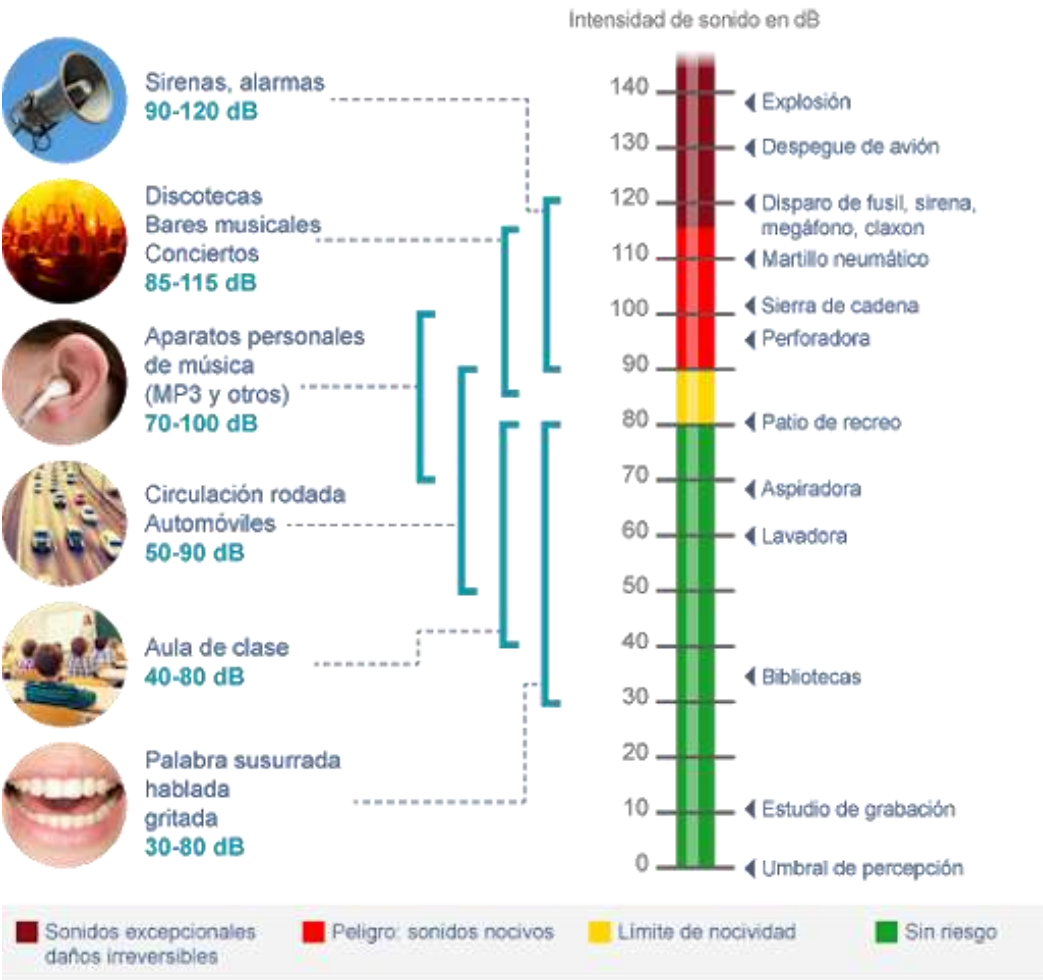 Intensidad de sonido en dB
Sirenas, alarmas
90-120 dB
Discotecas
Bares musicales
Conciertos
85-115 dB
Aparatos personales
de música
(MP3 y otros)
70-100 dB
Circulación rodada
Automóviles
50-90 dB
Aula de clase
40-80 dB
Palabra susurrada
hablada
gritada
30-80 dB
140
Explosión
130
Despegue de avión
120
Disparo de fusil, sirena,
megáfono, claxon
110
Martillo neumático
100
Sierra de cadena
Perforadora
90
80
Patio de recreo
70
Aspiradora
60
Lavadora
50
40
Bibliotecas
30
20
10
Estudio de grabación
0
Umbral de percepción
Sonidos excepcionales
daños irreversibles
Peligro: sonidos nocivos
Límite de nocividad
Sin riesgo